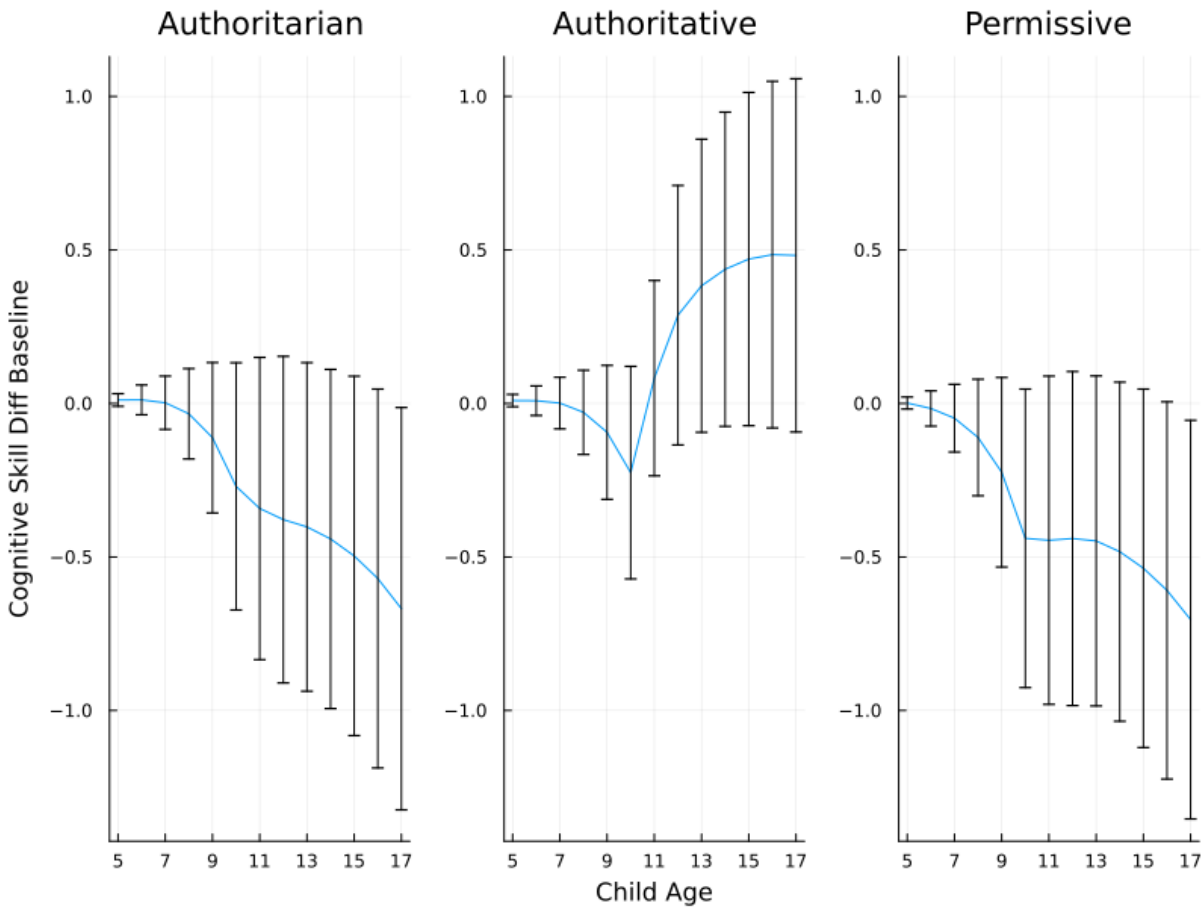 Authoritarian Authoritative Permissive
1.0 1.0 1.0
0.5 0.5 0.5
0.0 0.0 0.0
−0.5 −0.5 −0.5
−1.0 −1.0 −1.0
Cognitive Skill Diff Baseline
5 7 9 11 13 15 17 5 7 9 11 13 15 17 5 7 9 11 13 15 17
Child Age